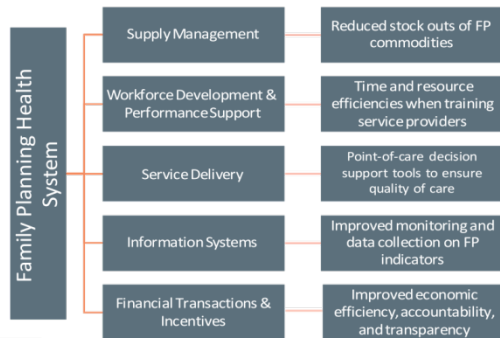 Family Planning Health
System
Supply Management
Reduced stock outs of FP
commodities
Workforce Development &
Performance Support
Time and resource
efficiencies when training
service providers
Service Delivery
Point-of-care decision
support tools to ensure
quality of care
Information Systems
Improved monitoring and
data collection on FP
indicators
Financial Transactions &
Incentives
Improved economic
efficiency, accountability,
and transparency